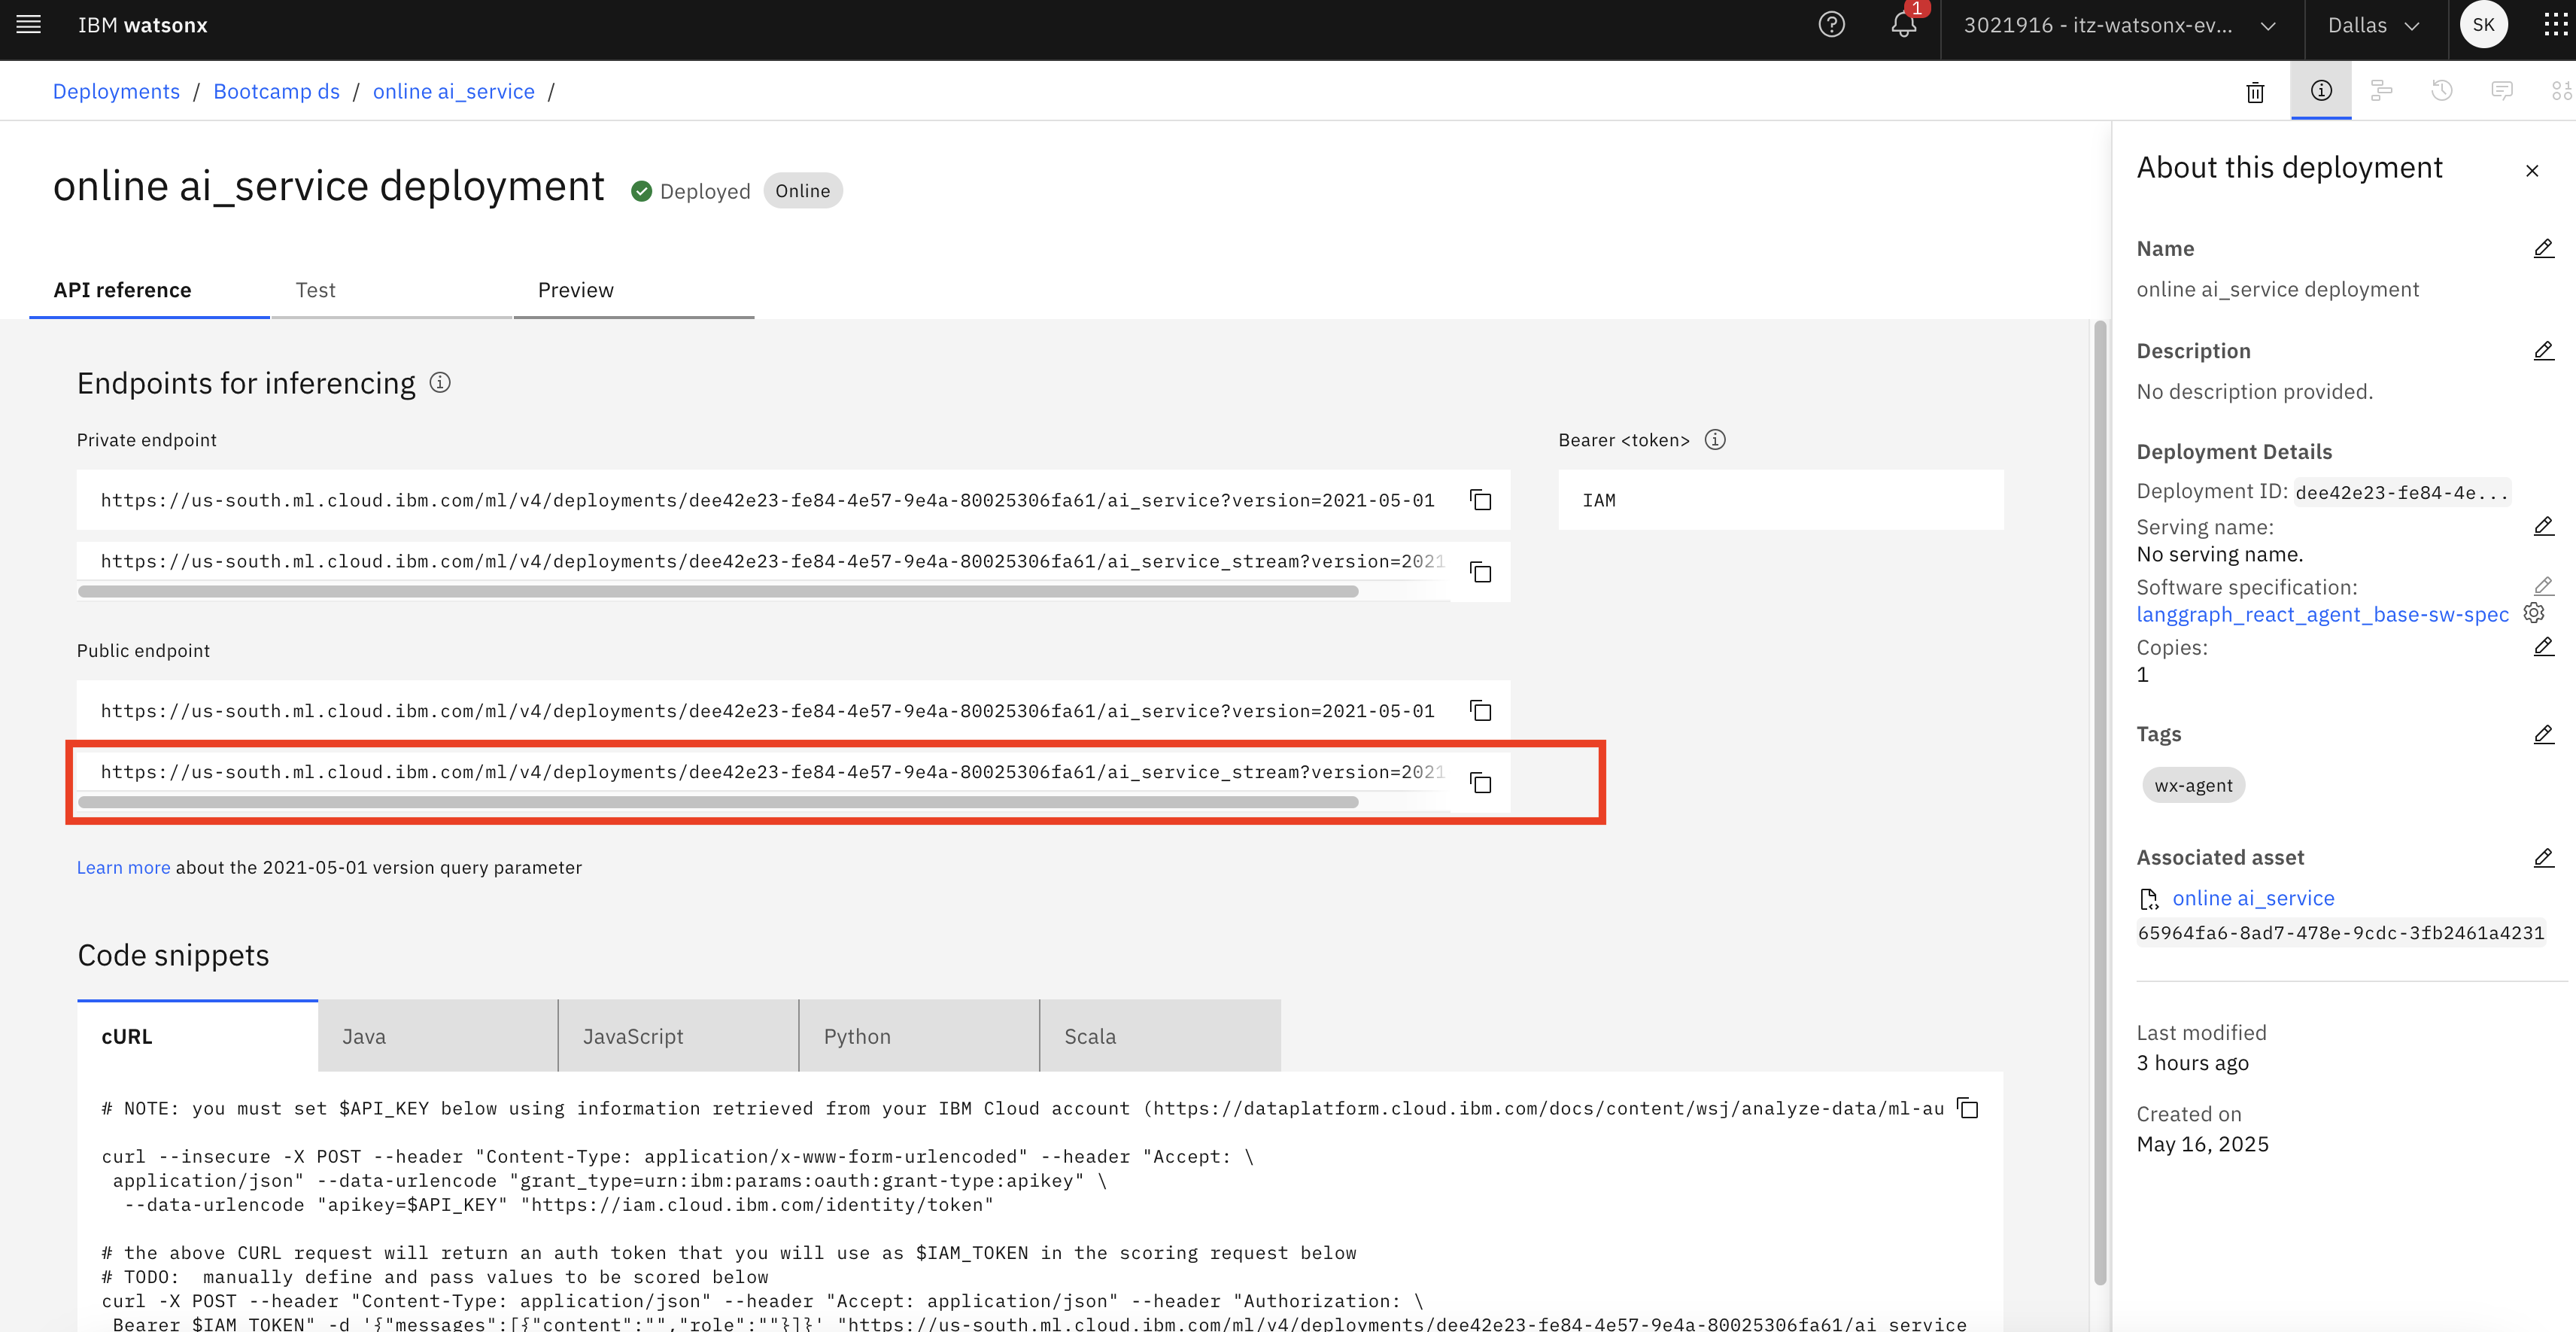 IBM watsonx
1
3021916 - itz-watsonx-ev...
Dallas
SK
Deployments / Bootcamp ds / online ai_service /
online ai_service deployment
Deployed
Online
API reference
Test
Preview
Endpoints for inferencing
Private endpoint
https://us-south.ml.cloud.ibm.com/ml/v4/deployments/dee42e23-fe84-4e57-9e4a-80025306fa61/ai_service?version=2021-05-01
https://us-south.ml.cloud.ibm.com/ml/v4/deployments/dee42e23-fe84-4e57-9e4a-80025306fa61/ai_service_stream?version=2021
Bearer <token>
IAM
Public endpoint
https://us-south.ml.cloud.ibm.com/ml/v4/deployments/dee42e23-fe84-4e57-9e4a-80025306fa61/ai_service?version=2021-05-01
https://us-south.ml.cloud.ibm.com/ml/v4/deployments/dee42e23-fe84-4e57-9e4a-80025306fa61/ai_service_stream?version=2021
Learn more about the 2021-05-01 version query parameter
Code snippets
cURL
Java
JavaScript
Python
Scala
# NOTE: you must set $API_KEY below using information retrieved from your IBM Cloud account (https://dataplatform.cloud.ibm.com/docs/content/wsj/analyze-data/ml-au
curl --insecure -X POST --header "Content-Type: application/x-www-form-urlencoded" --header "Accept: \
application/json" --data-urlencode "grant_type=urn:ibm:params:oauth:grant-type:apikey" \
--data-urlencode "apikey=$API_KEY" "https://iam.cloud.ibm.com/identity/token"
# the above CURL request will return an auth token that you will use as $IAM_TOKEN in the scoring request below
# TODO:  manually define and pass values to be scored below
curl -X POST --header "Content-Type: application/json" --header "Accept: application/json" --header "Authorization: \
Bearer $IAM_TOKEN" -d '{"messages":[{"content":"","role":""}]}' "https://us-south.ml.cloud.ibm.com/ml/v4/deployments/dee42e23-fe84-4e57-9e4a-80025306fa61/ai_service
About this deployment
Name
online ai_service deployment
Description
No description provided.
Deployment Details
Deployment ID: dee42e23-fe84-4e...
Serving name:
No serving name.
Software specification:
langgraph_react_agent_base-sw-spec
Copies:
1
Tags
wx-agent
Associated asset
online ai_service
65964fa6-8ad7-478e-9cdc-3fb2461a4231
Last modified
3 hours ago
Created on
May 16, 2025